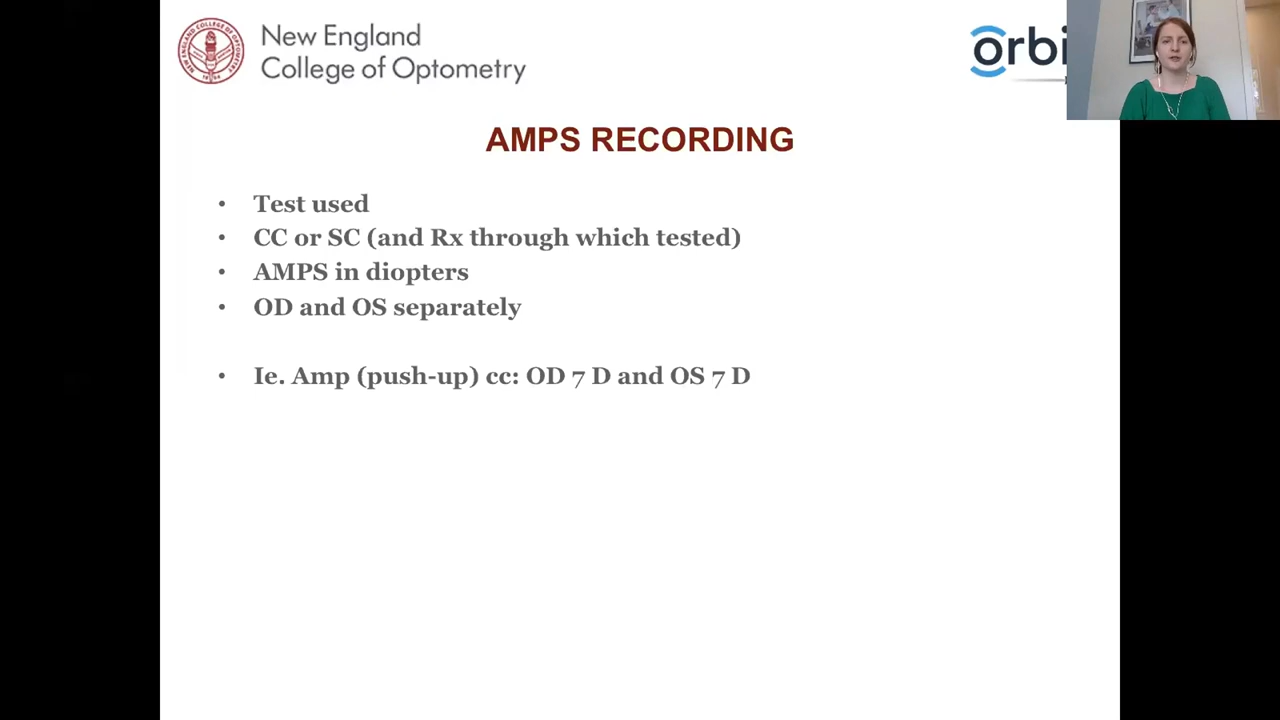 New England
College of Optometry
AMPS RECORDING
• Test used
• CC or SC (and Rx through which tested)
• AMPS in diopters
• OD and OS separately
• Ie. Amp (push-up) cc: OD 7 D and OS 7 D